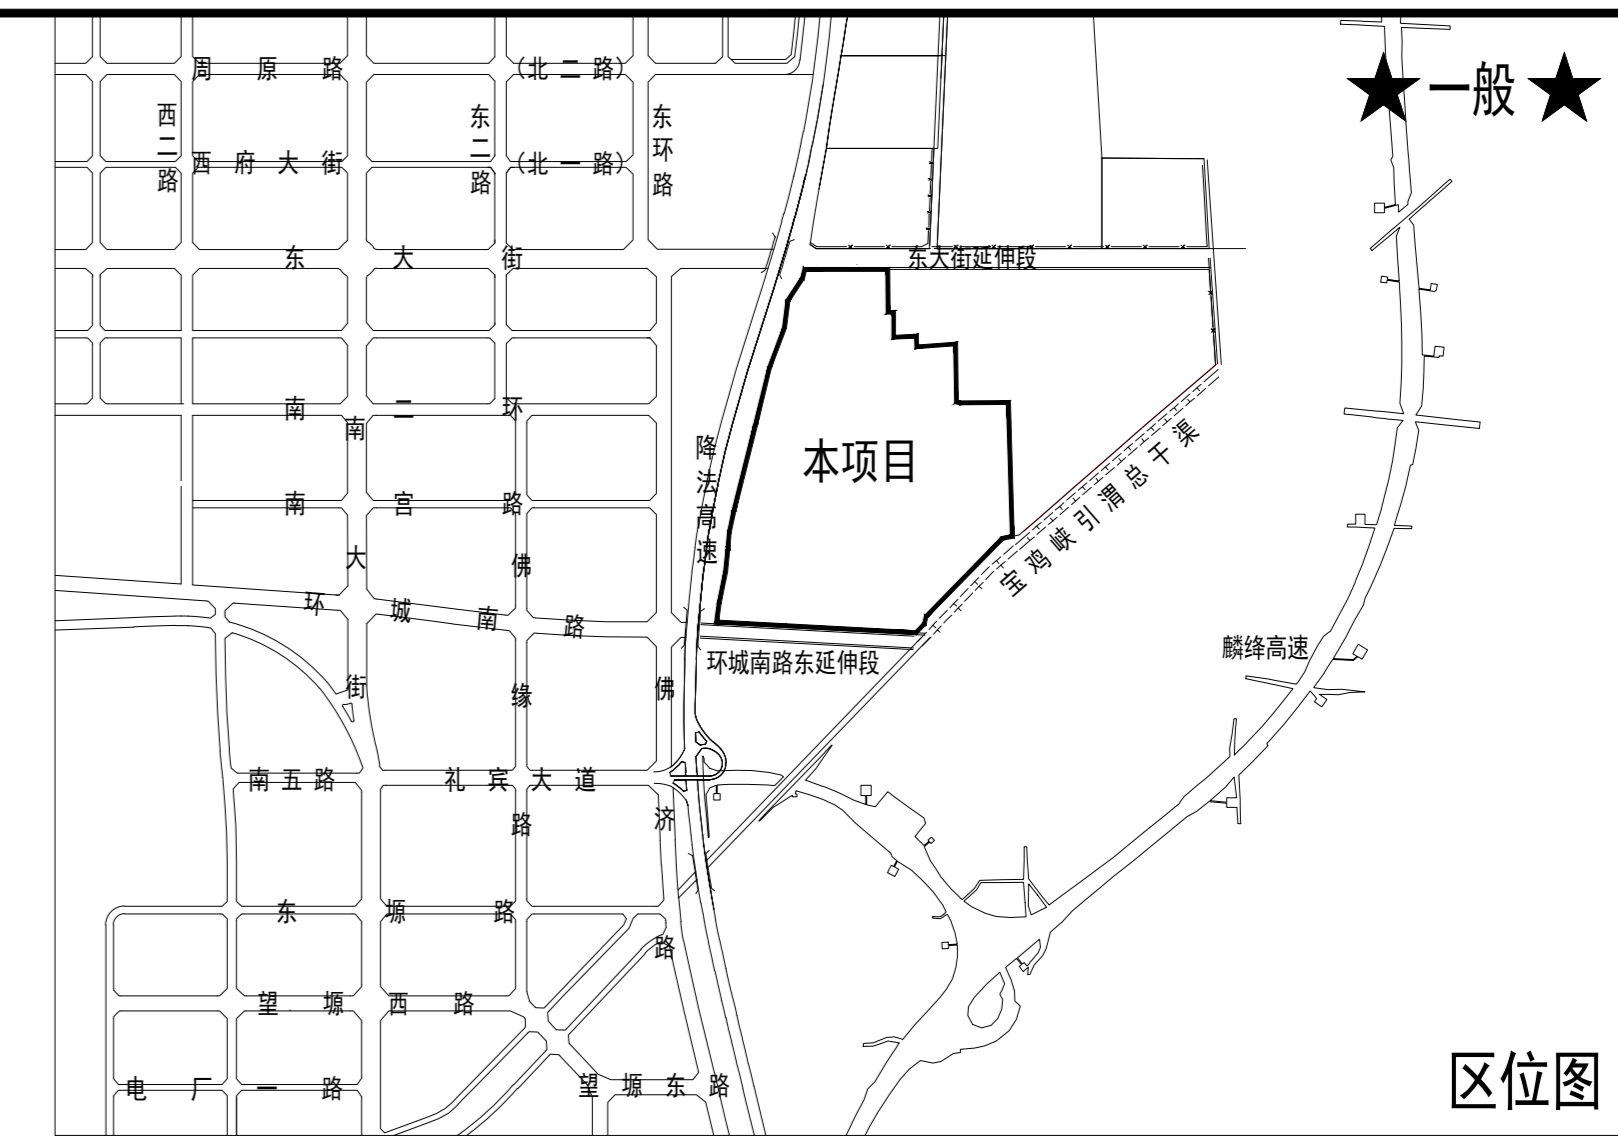 周原路（北二路）
★一般★
西二路
东二路
东环路
西府大街（北一路）
东大街
东大街延伸段
南二环
南大街
降法高速
本项目
宝鸡峡引渭总干渠
南宫路
佛缘路
环城南路
环城南路东延伸段
麟绛高速
佛济路
南五路
礼宾大道
东塬路
望塬西路
电厂一路
望塬东路
区位图